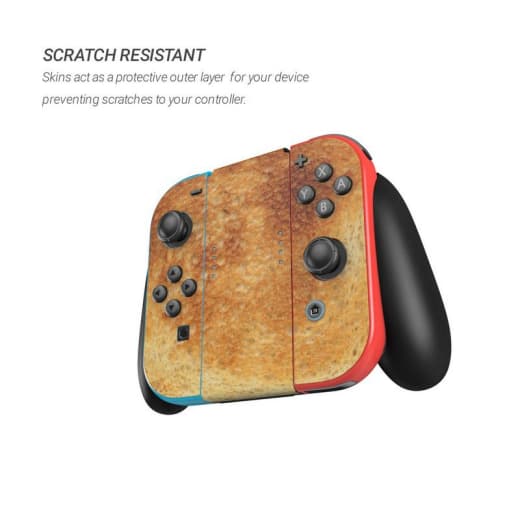 SCRATCH RESISTANT
Skins act as a protective outer layer for your device
preventing scratches to your controller.
X
Y
A
B